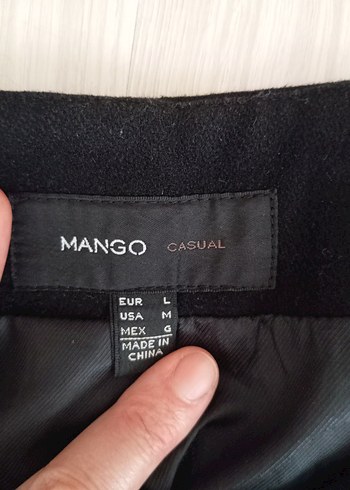 MANGO CASUAL
EUR L
USA M
MEX G
MADE IN
CHINA